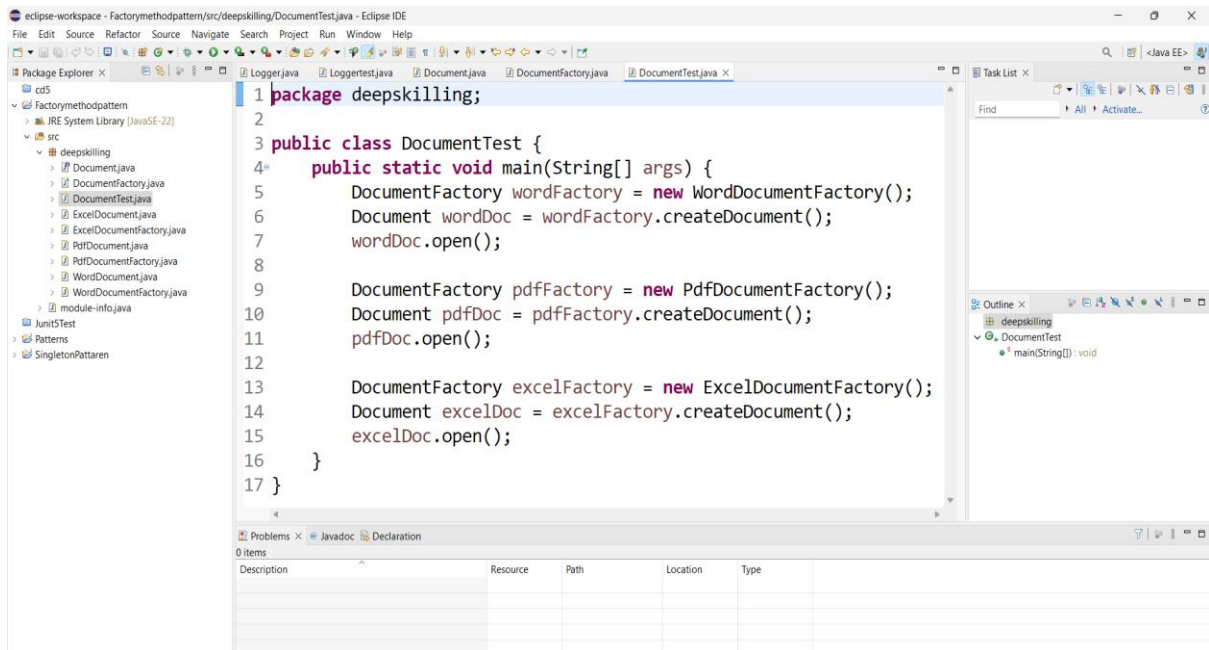 eclipse-workspace - Factorymethodpattern/src/deepskilling/DocumentTest.java - Eclipse IDE
File Edit Source Refactor Source Navigate Search Project Run Window Help
<Java EE>
Package Explorer
Logger.java Loggertest.java Document.java DocumentFactory.java DocumentTest.java
Task List
cd5
Factorymethodpattern
JRE System Library [JavaSE-22]
src
deepskilling
Document.java
DocumentFactory.java
DocumentTest.java
ExcelDocument.java
ExcelDocumentFactory.java
PdfDocument.java
PdfDocumentFactory.java
WordDocument.java
WordDocumentFactory.java
module-info.java
Junit5Test
Patterns
SingletonPattaren
1 package deepskilling;
2
3 public class DocumentTest {
4 public static void main(String[] args) {
5 DocumentFactory wordFactory = new WordDocumentFactory();
6 Document wordDoc = wordFactory.createDocument();
7 wordDoc.open();
8
9 DocumentFactory pdfFactory = new PdfDocumentFactory();
10 Document pdfDoc = pdfFactory.createDocument();
11 pdfDoc.open();
12
13 DocumentFactory excelFactory = new ExcelDocumentFactory();
14 Document excelDoc = excelFactory.createDocument();
15 excelDoc.open();
16 }
17 }
Find All Activate...
Outline
deepskilling
DocumentTest
main(String[]) : void
Problems Javadoc Declaration
0 items
Description Resource Path Location Type